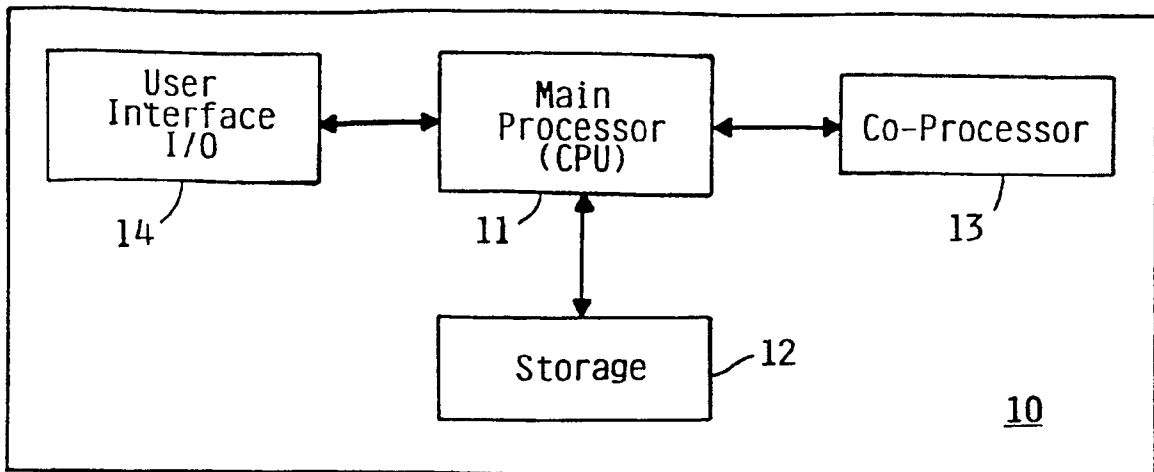 User
Interface
I/O
14
Main
Processor
(CPU)
11
Co-Processor
13
Storage
12
10